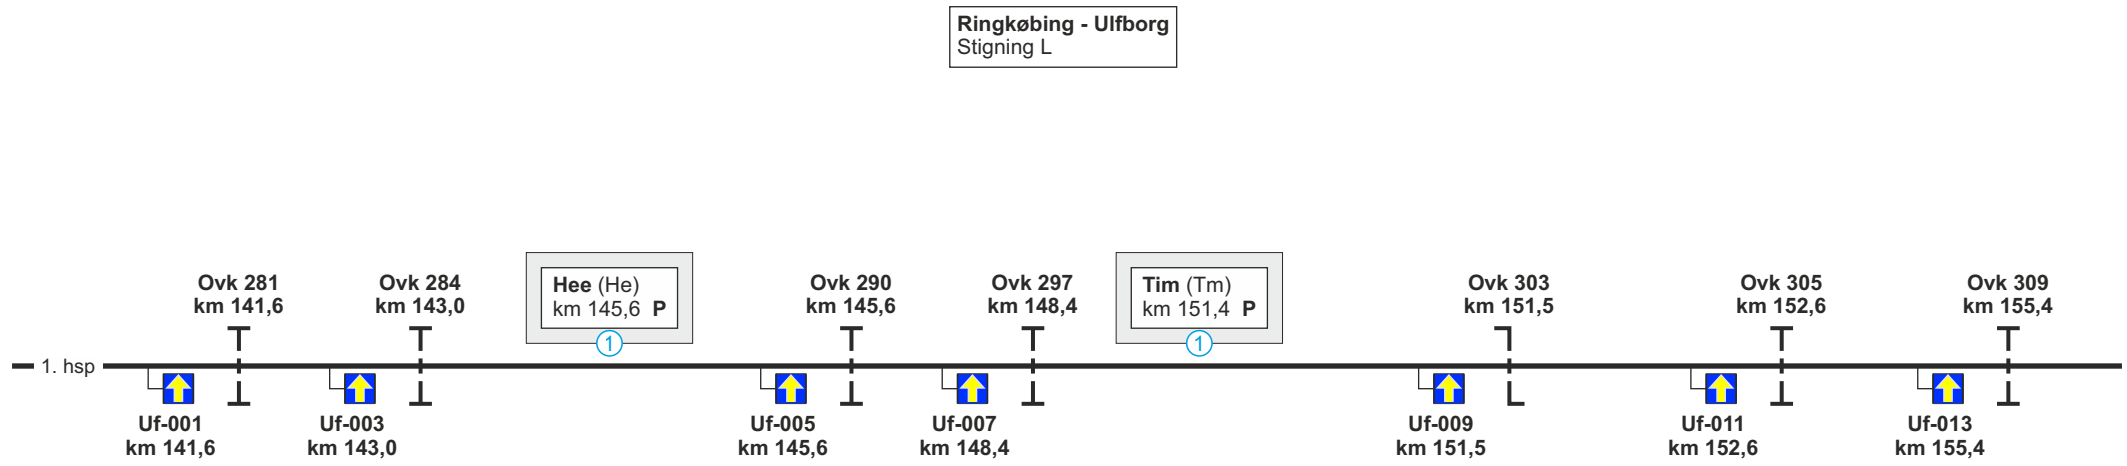 Ringkøbing - Ulfborg
Stigning L
Ovk 281
km 141,6
Ovk 284
km 143,0
Hee (He)
km 145,6 P
1
Ovk 290
km 145,6
Ovk 297
km 148,4
Tim (Tm)
km 151,4 P
1
Ovk 303
km 151,5
Ovk 305
km 152,6
Ovk 309
km 155,4
1. hsp
Uf-001
km 141,6
Uf-003
km 143,0
Uf-005
km 145,6
Uf-007
km 148,4
Uf-009
km 151,5
Uf-011
km 152,6
Uf-013
km 155,4